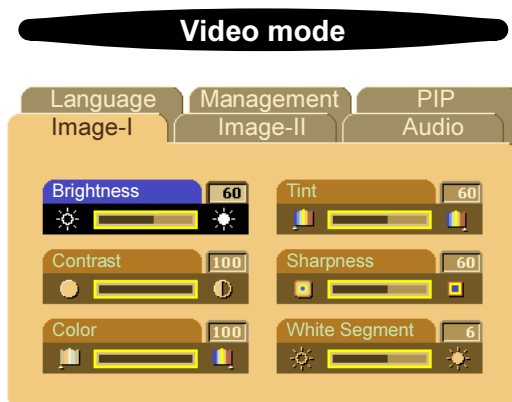 Video mode
Language Management PIP
Image-I Image-II Audio
Brightness 60 Tint 60
Contrast 100 Sharpness 60
Color 100 White Segment 6